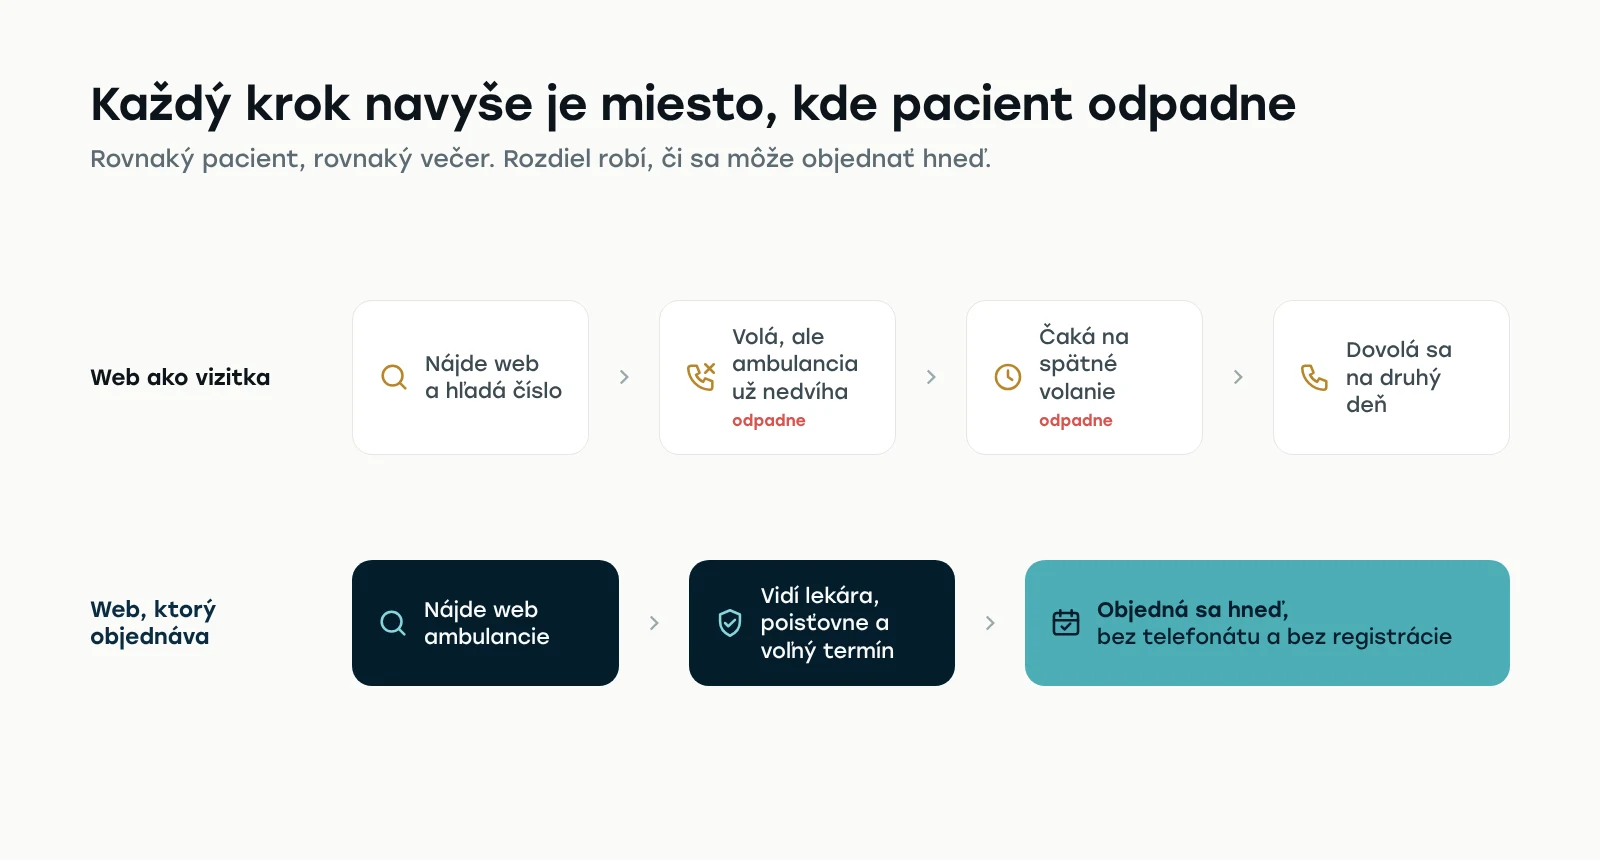 Každý krok navyše je miesto, kde pacient odpadne
Rovnaký pacient, rovnaký večer. Rozdiel robí, či sa môže objednať hneď.
Web ako vizitka
Nájde web
a hľadá číslo
Volá, ale
ambulancia
už nedvíha
odpadne
Čaká na
spätné
volanie
odpadne
Dovolá sa
na druhý
deň
Web, ktorý
objednáva
Nájde web
ambulancie
Vidí lekára,
poisťovne a
voľný termín
Objedná sa hneď,
bez telefonátu a bez registrácie